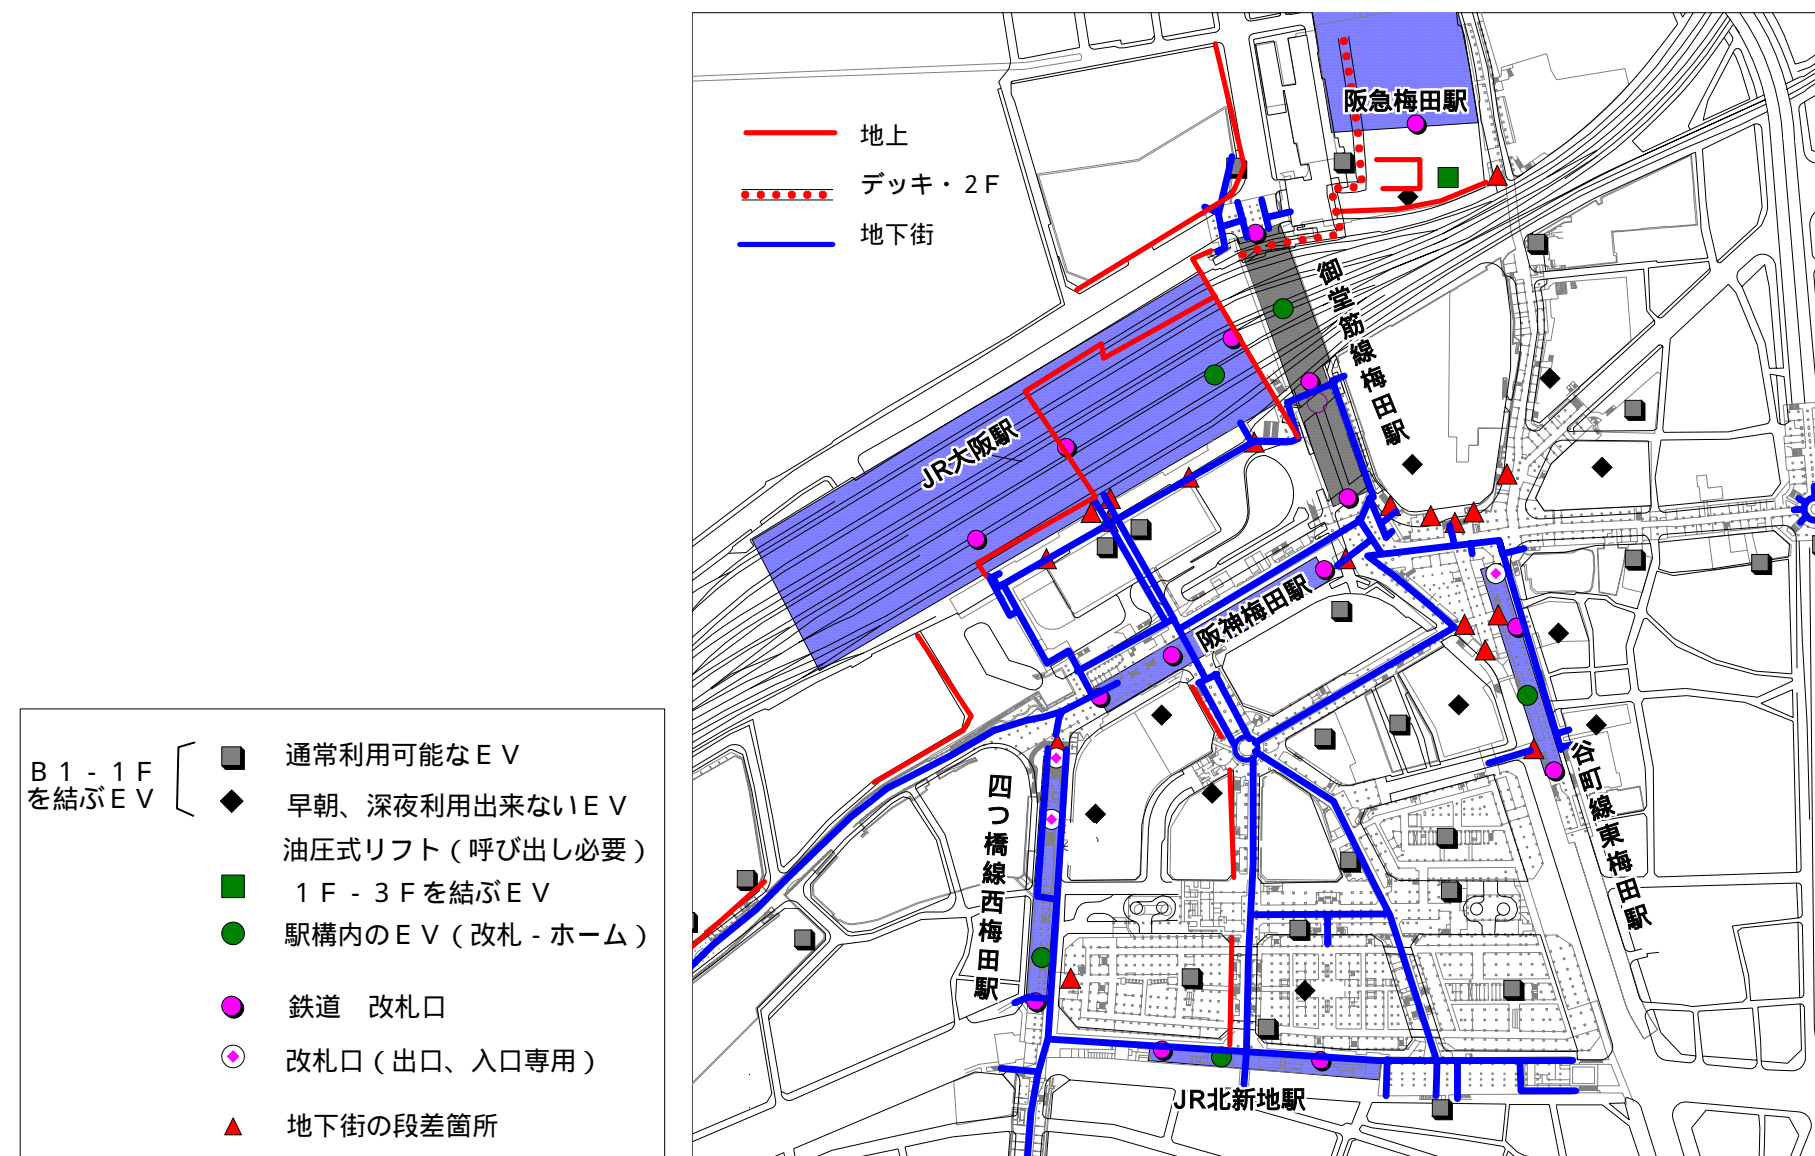 地上
デッキ・２Ｆ
地下街
阪急梅田駅
御堂筋線梅田駅
JR大阪駅
阪神梅田駅
四つ橋線西梅田駅
谷町線東梅田駅
JR北新地駅
Ｂ１-１Ｆ
を結ぶＥＶ
通常利用可能なＥＶ
早朝、深夜利用出来ないＥＶ
油圧式リフト（呼び出し必要）
１Ｆ-３Ｆを結ぶＥＶ
駅構内のＥＶ（改札-ホーム）
鉄道　改札口
改札口（出口、入口専用）
地下街の段差箇所